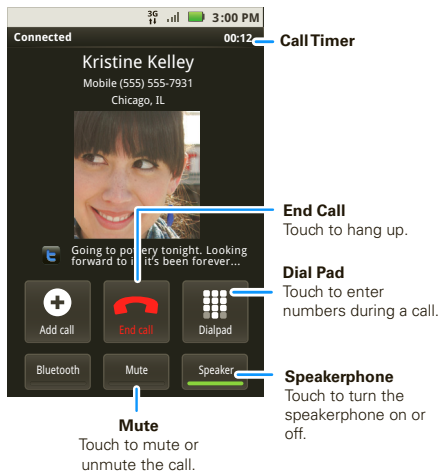 3G 3:00 PM
Connected 00:12
Call Timer
Kristine Kelley
Mobile (555) 555-7931
Chicago, IL
Going to pottery tonight. Looking
forward to it it's been forever...
End Call
Touch to hang up.
Dial Pad
Touch to enter
numbers during a call.
Add call
End call
Dialpad
Bluetooth
Mute
Speaker
Speakerphone
Touch to turn the
speakerphone on or
off.
Mute
Touch to mute or
unmute the call.